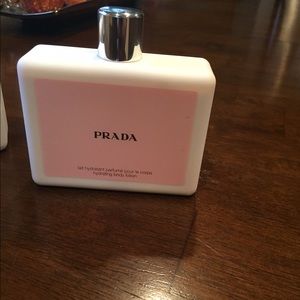 PRADA
lait hydratant parfumé pour le corps
hydrating body lotion